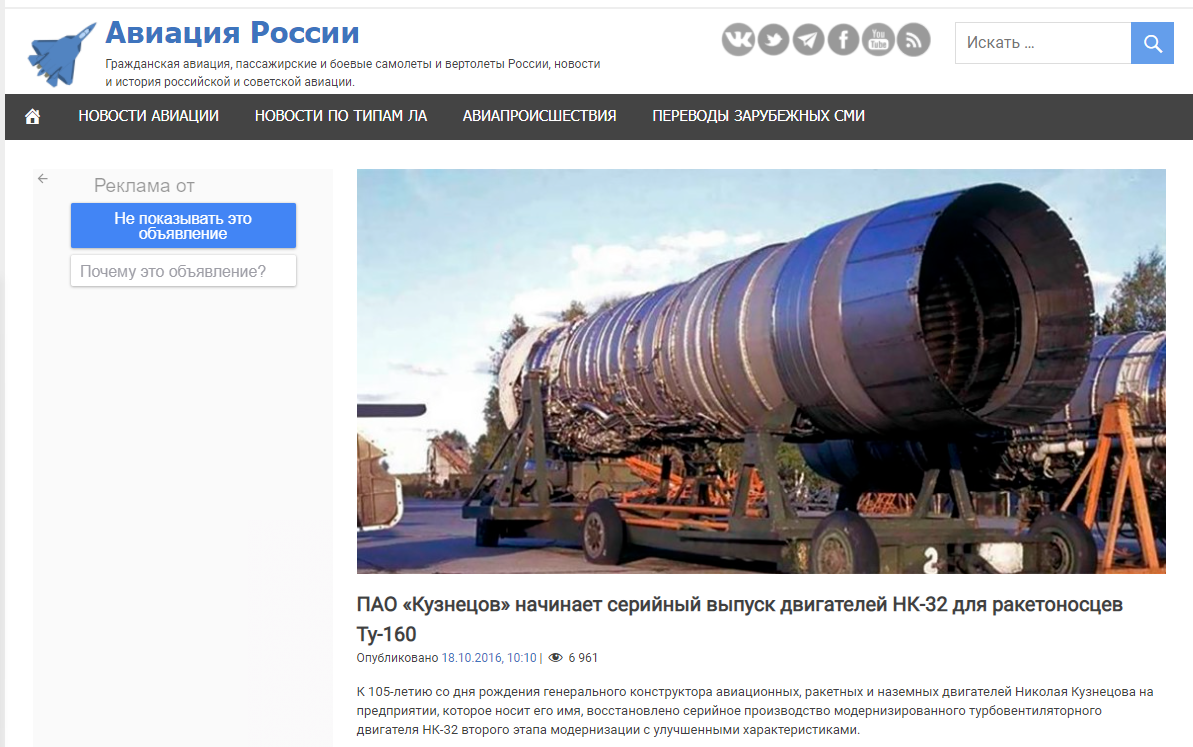 Авиация России
Гражданская авиация, пассажирские и боевые самолеты и вертолеты России, новости
и история российской и советской авиации.
You
Tube
Искать ...
НОВОСТИ АВИАЦИИ
НОВОСТИ ПО ТИПАМ ЛА
АВИАПРОИСШЕСТВИЯ
ПЕРЕВОДЫ ЗАРУБЕЖНЫХ СМИ
Реклама от
Не показывать это
объявление
Почему это объявление?
2
ПАО «Кузнецов» начинает серийный выпуск двигателей НК-32 для ракетоносцев
Ту-160
Опубликовано 18.10.2016, 10:10 | 6 961
К 105-летию со дня рождения генерального конструктора авиационных, ракетных и наземных двигателей Николая Кузнецова на
предприятии, которое носит его имя, восстановлено серийное производство модернизированного турбовентиляторного
двигателя НК-32 второго этапа модернизации с улучшенными характеристиками.